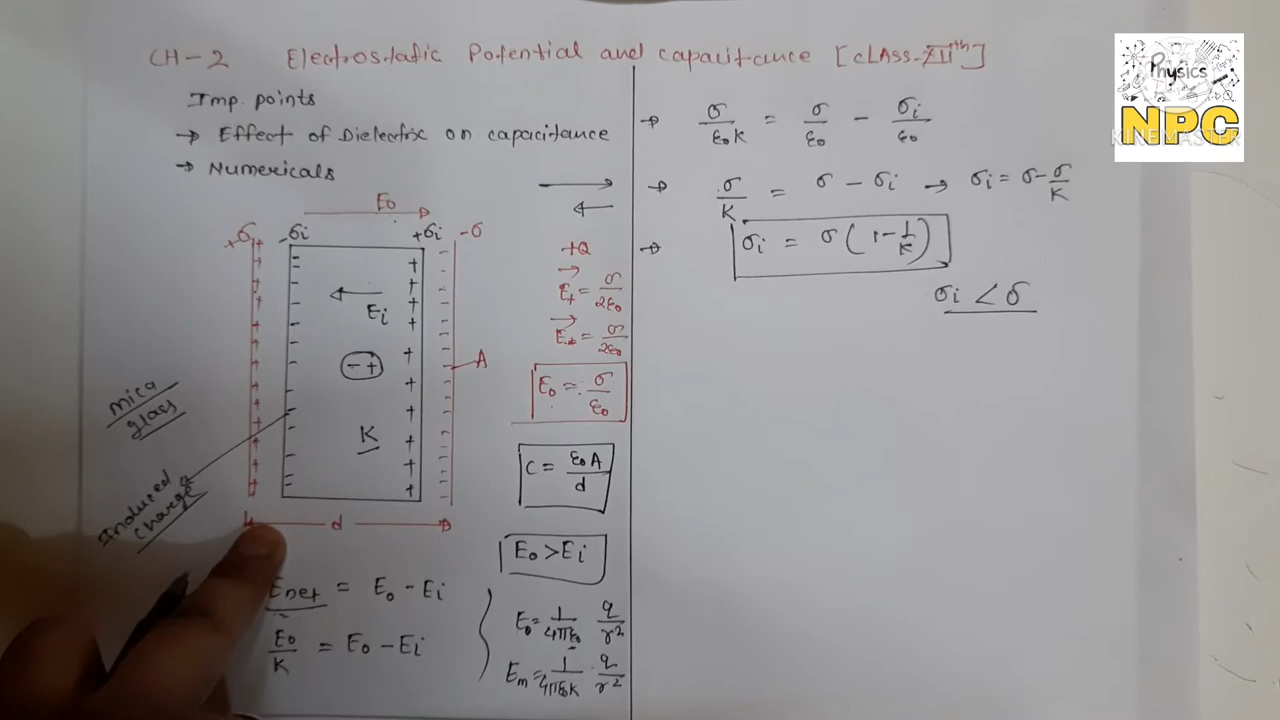 CH-2 Electrostatic Potential and capacitance [CLASS-XIIth]
Imp. points
→ Effect of Dielectric on capacitance
→ Numericals
E₀
+σ -σi +σi -σ
Ei
-+
K
A
mica
glass
Induced
charge
d
+Q
E₊ = σ/2ε₀
= σ/2ε₀
E₀ = σ/ε₀
C = ε₀A/d
E₀ > Ei
Enet = E₀ - Ei
E₀/K = E₀ - Ei
E₀ = 1/4πε₀ q/r²
Em = 1/4πε₀K q/r²
→ σ/ε₀K = σ/ε₀ - σi/ε₀
→ σ/K = σ - σi → σi = σ - σ/K
→ σi = σ(1 - 1/K)
σi < σ
Physics
NPC
KINEMASTER